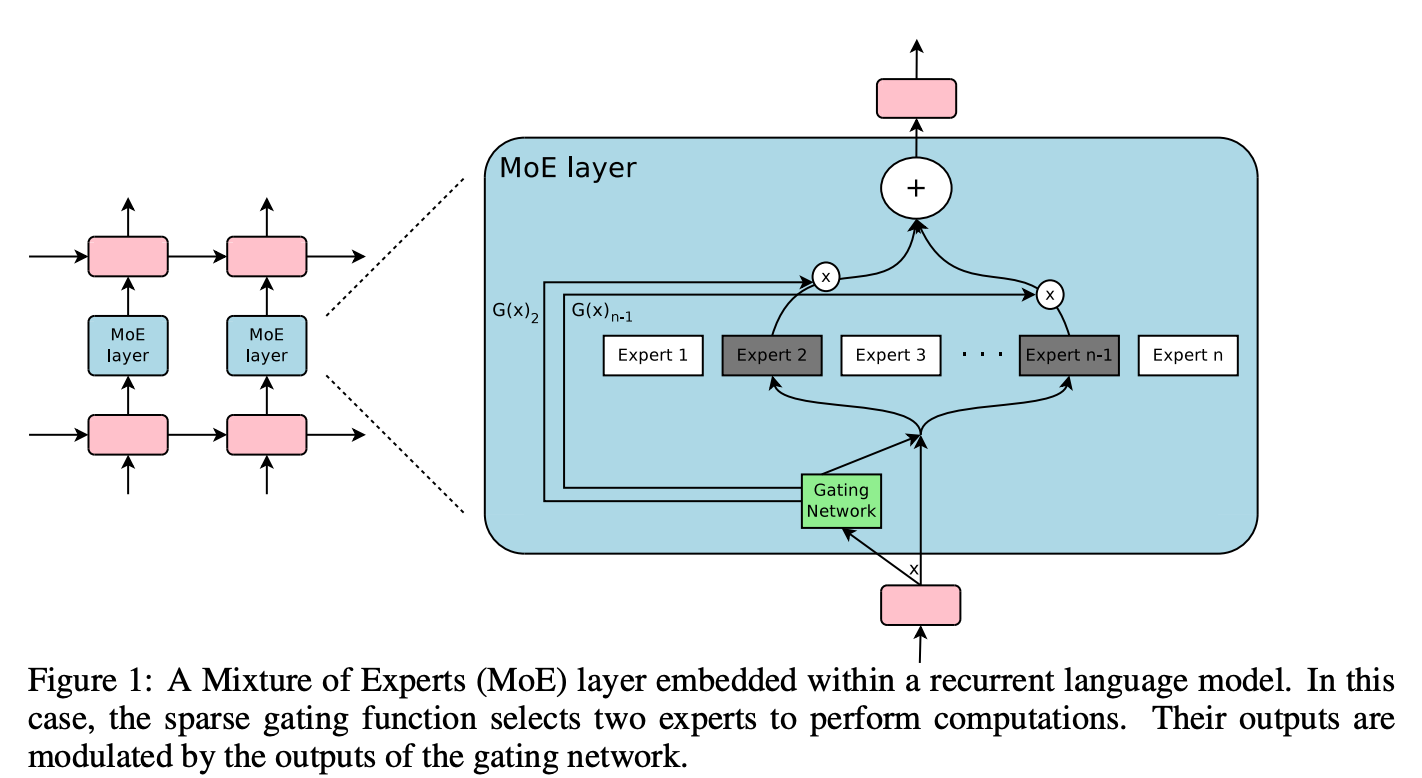 MoE layer
+
x
x
G(x)2
G(x)n-1
MoE
layer
MoE
layer
Expert 1
Expert 2
Expert 3
. . .
Expert n-1
Expert n
Gating
Network
x
Figure 1: A Mixture of Experts (MoE) layer embedded within a recurrent language model. In this
case, the sparse gating function selects two experts to perform computations. Their outputs are
modulated by the outputs of the gating network.